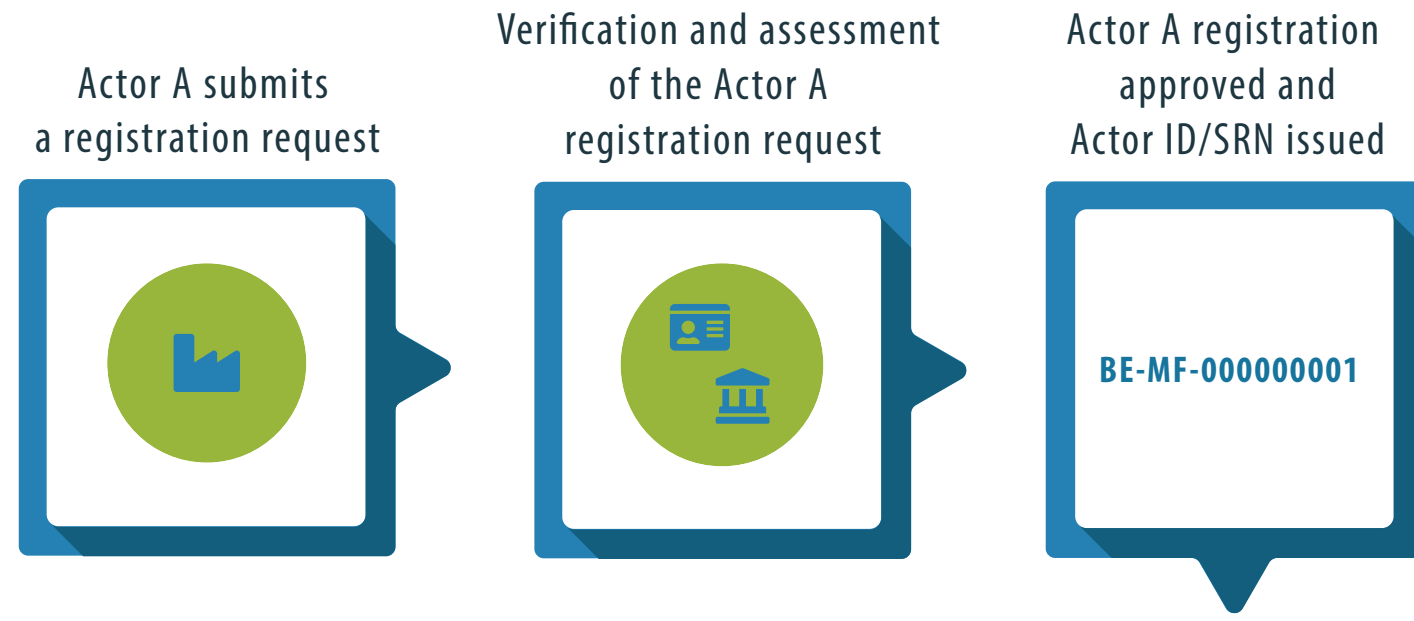 Actor A submits
a registration request
Verification and assessment
of the Actor A
registration request
Actor A registration
approved and
Actor ID/SRN issued
BE-MF-000000001